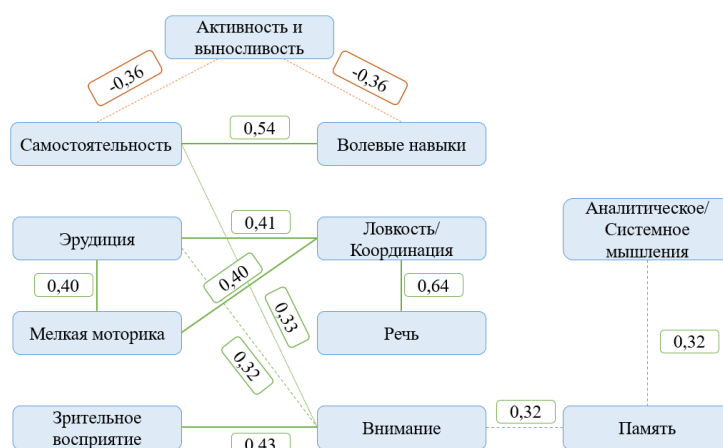 Активность и
выносливость
-0,36
-0,36
Самостоятельность
0,54
Волевые навыки
Эрудиция
0,41
Ловкость/
Координация
Аналитическое/
Системное
мышления
0,40
0,40
0,64
Мелкая моторика
0,33
Речь
0,32
0,32
Зрительное
восприятие
0,43
Внимание
0,32
Память